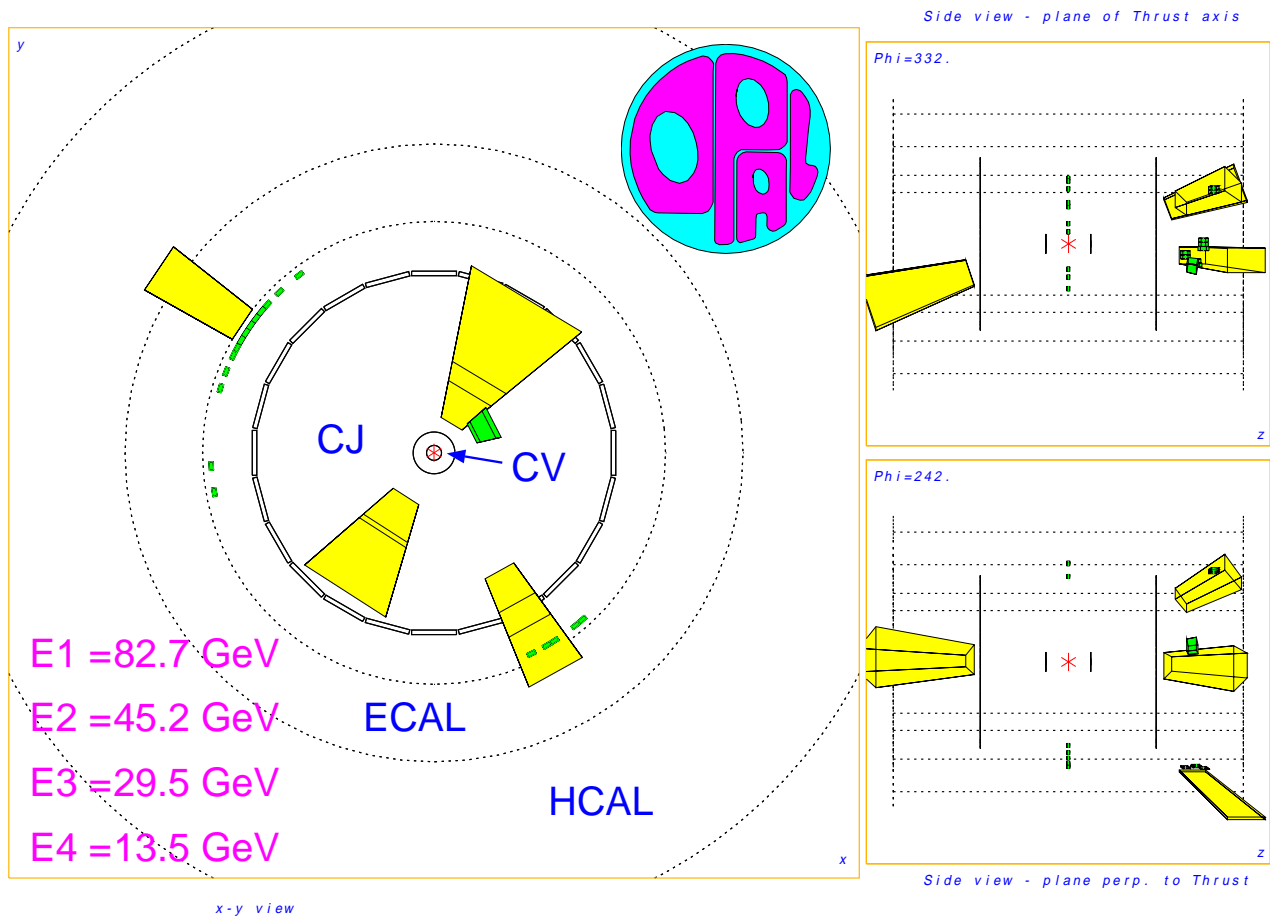 Side view - plane of Thrust axis
y
OPAL
Phi=332.
CJ
CV
z
Phi=242.
E1 =82.7 GeV
E2 =45.2 GeV
ECAL
E3 =29.5 GeV
HCAL
E4 =13.5 GeV
x
z
Side view - plane perp. to Thrust
x-y view